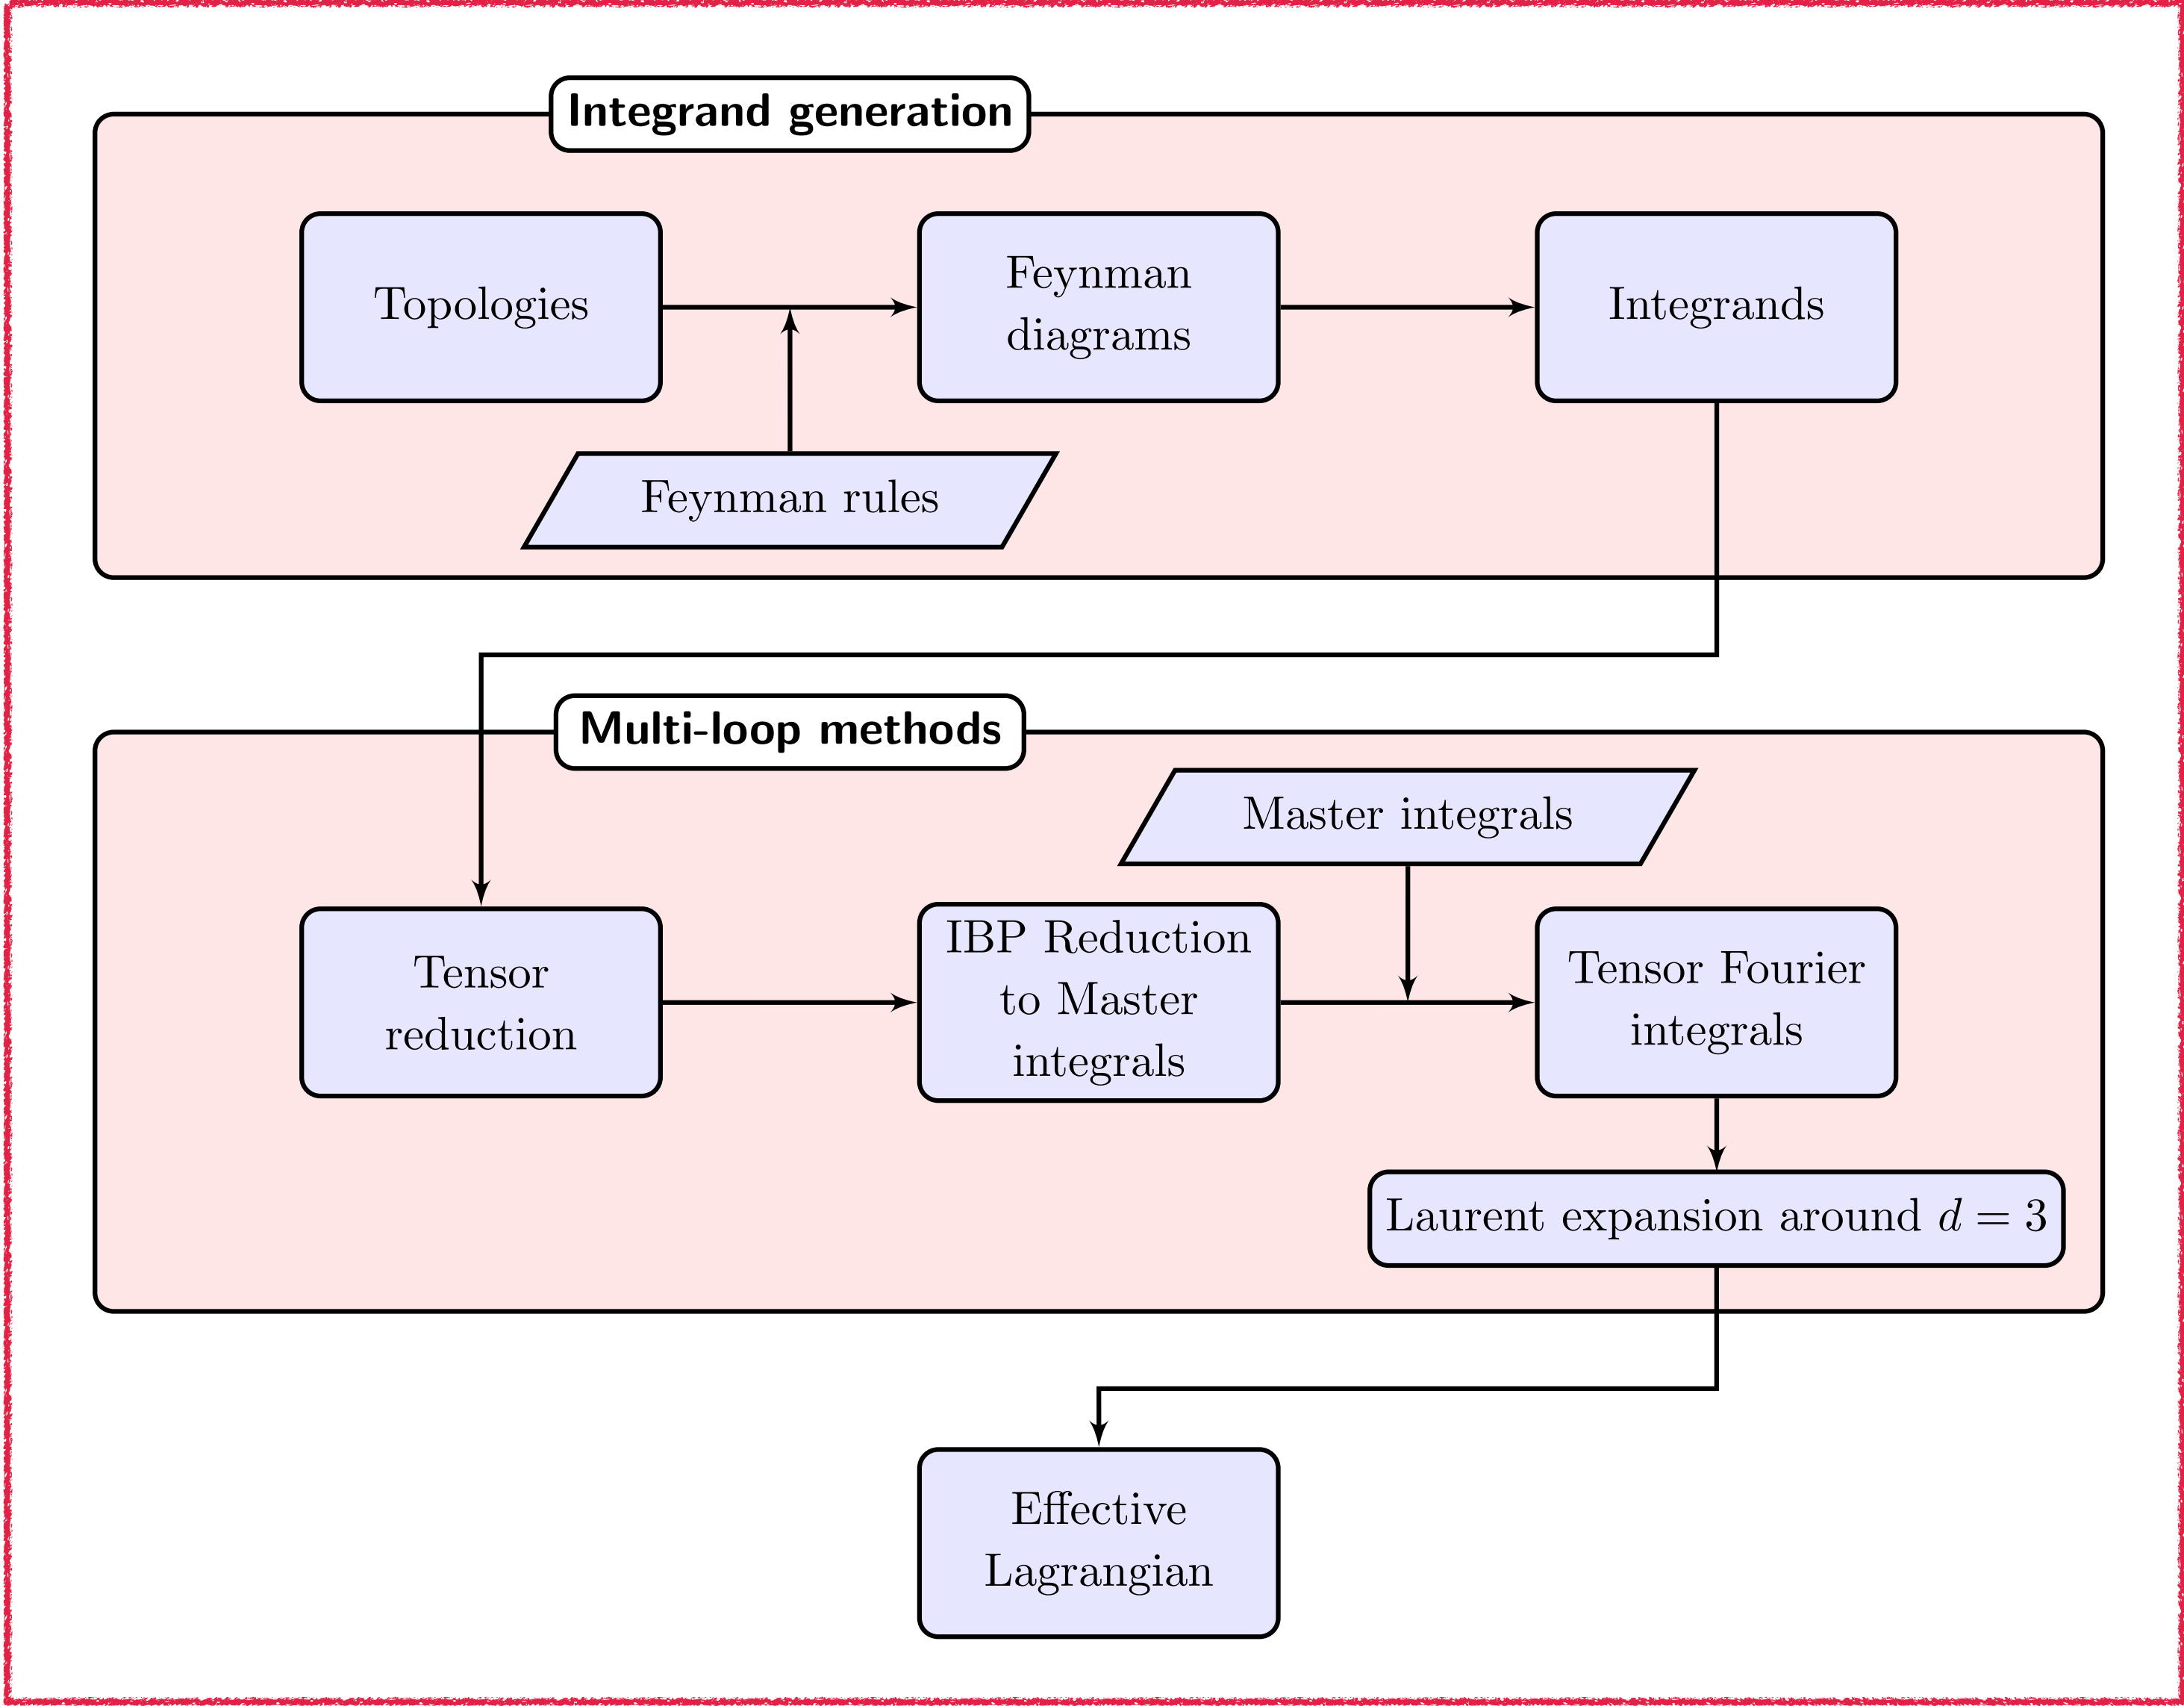 Integrand generation
Topologies
Feynman
diagrams
Integrands
Feynman rules
Multi-loop methods
Master integrals
Tensor
reduction
IBP Reduction
to Master
integrals
Tensor Fourier
integrals
Laurent expansion around d = 3
Effective
Lagrangian